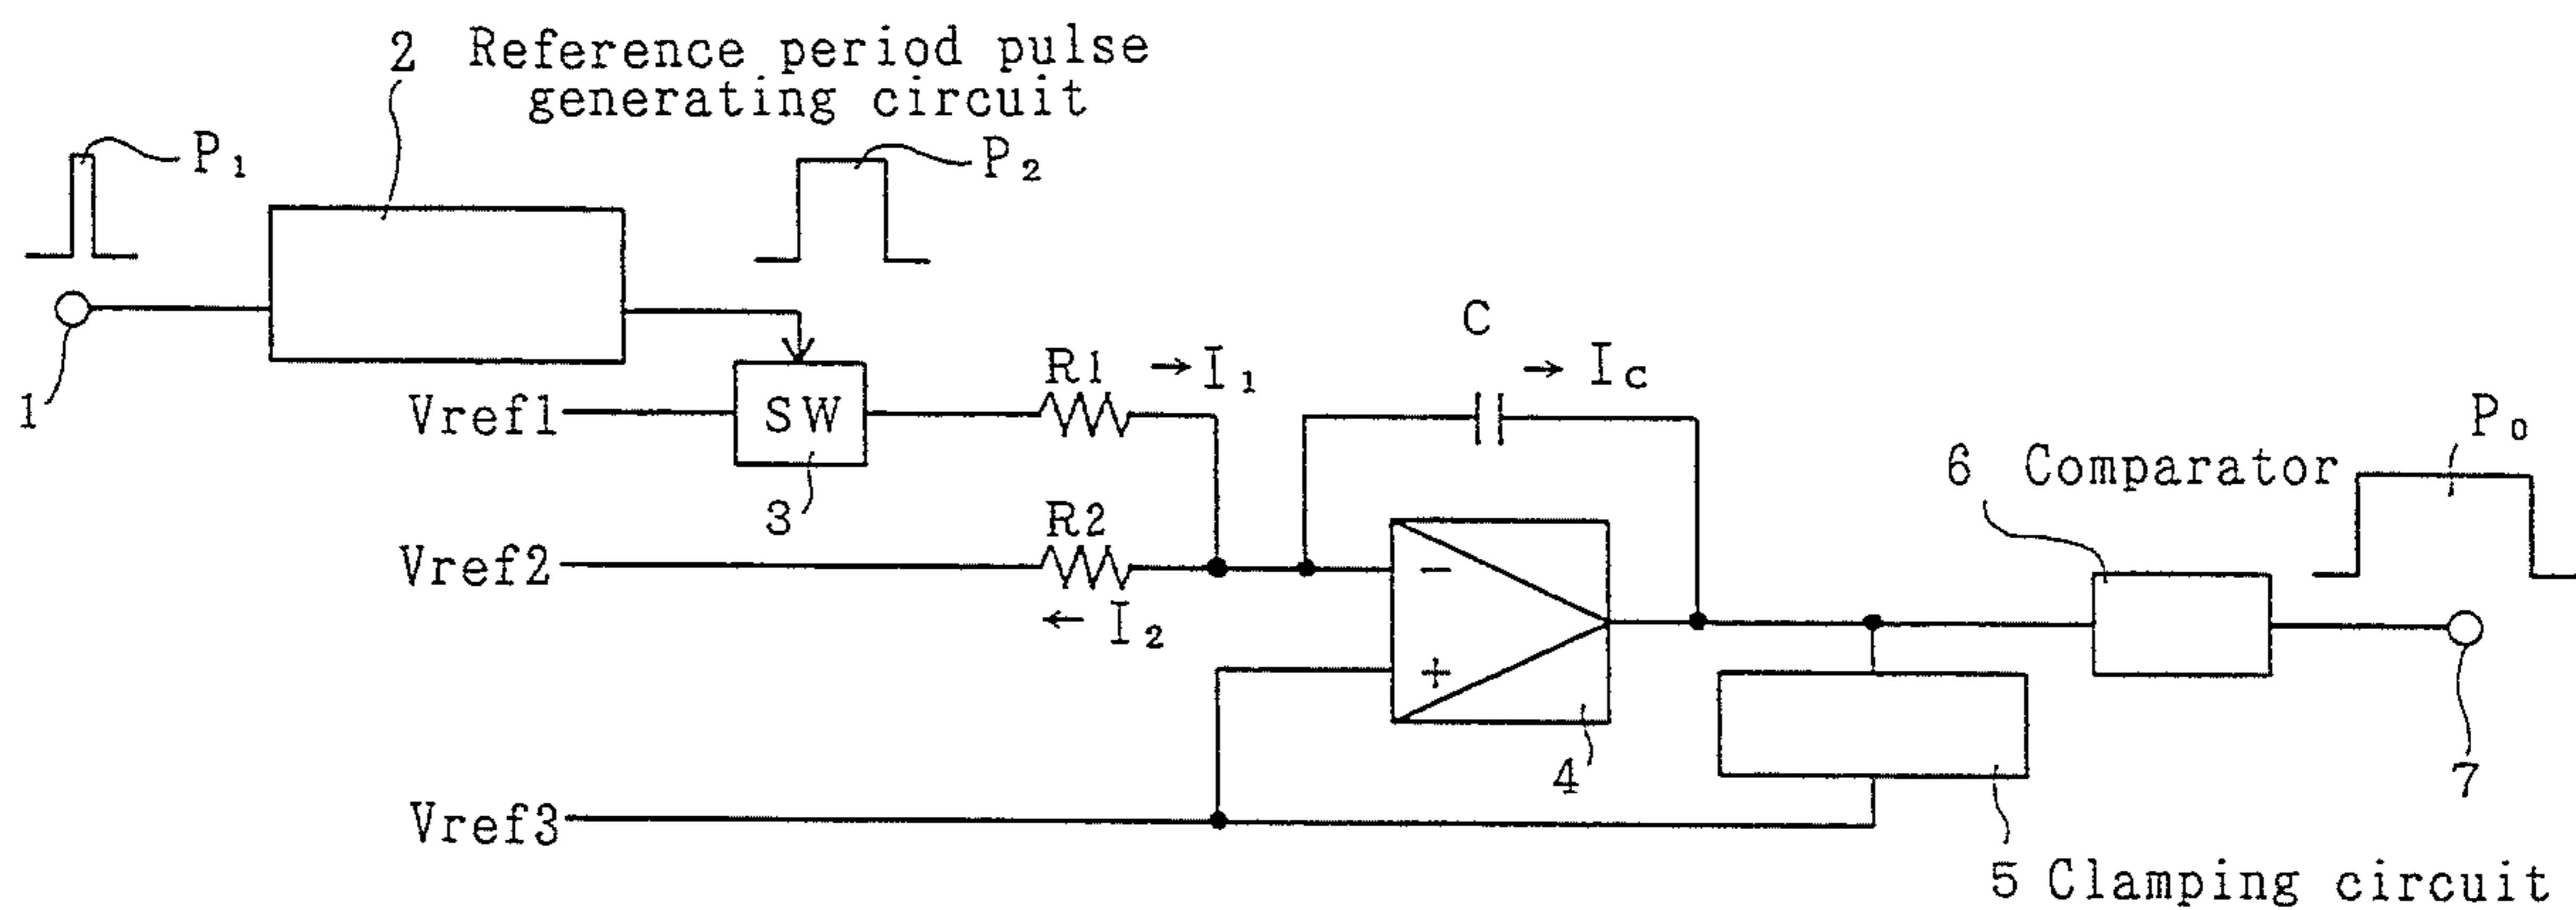 2 Reference period pulse
generating circuit
P₁
P₂
1
Vref1
SW
3
R1
→ I₁
C
→ Ic
Vref2
R2
← I₂
−
+
4
6 Comparator
P₀
7
Vref3
5 Clamping circuit